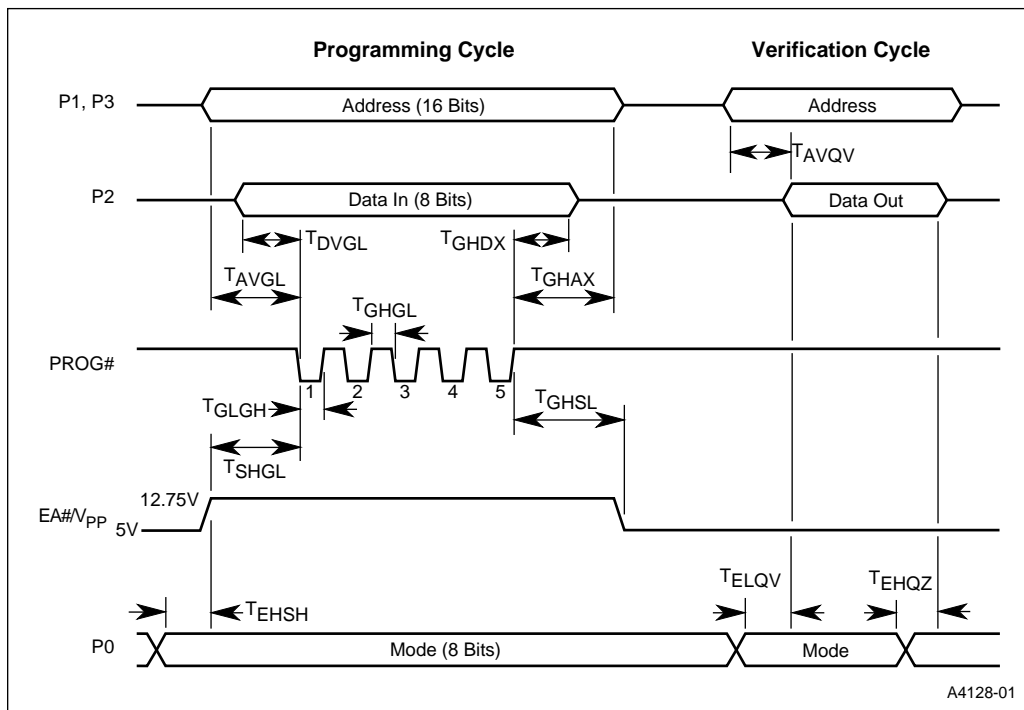 Programming Cycle
Verification Cycle
P1, P3
Address (16 Bits)
Address
TAVQV
P2
Data In (8 Bits)
Data Out
TDVGL
TGHDX
TAVGL
TGHAX
TGHGL
PROG#
1 2 3 4 5
TGLGH
TGHSL
TSHGL
12.75V
EA#/VPP
5V
TELQV
TEHQZ
TEHSH
P0
Mode (8 Bits)
Mode
A4128-01